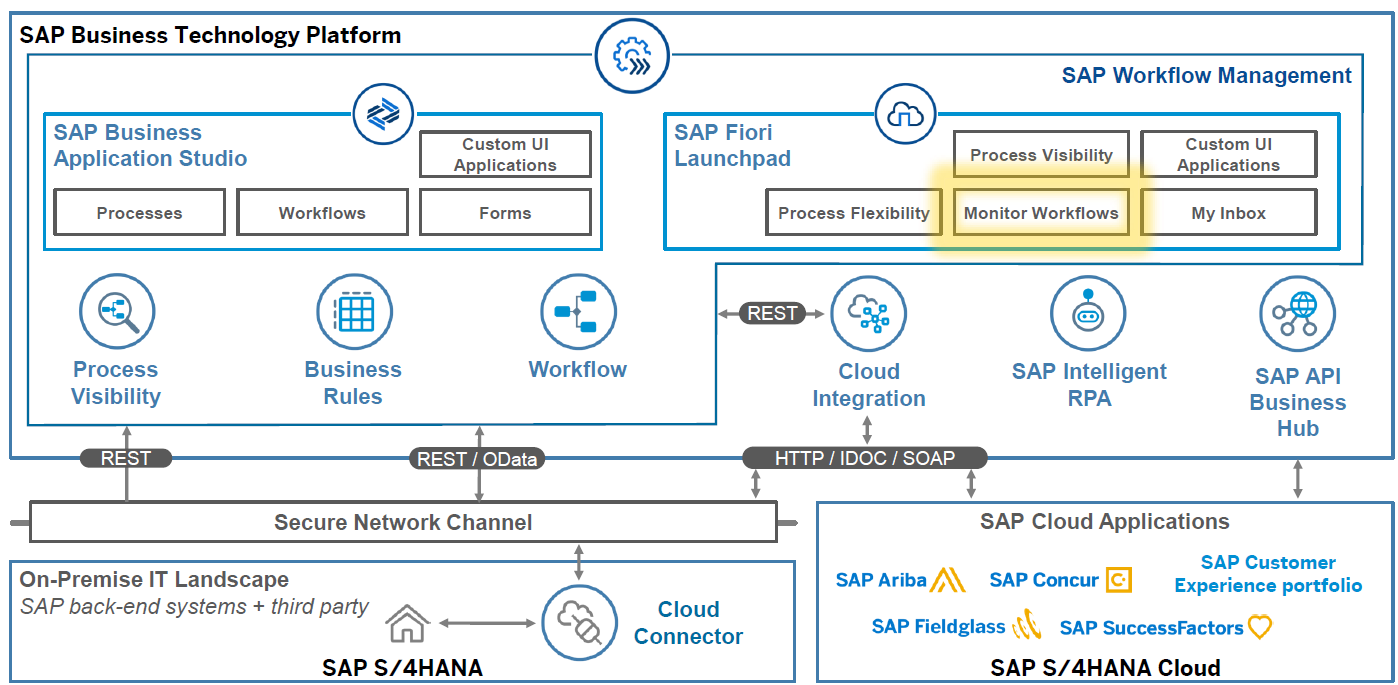 SAP Business Technology Platform
SAP Workflow Management
SAP Business
Application Studio
Custom UI
Applications
Processes
Workflows
Forms
SAP Fiori
Launchpad
Process Visibility
Custom UI
Applications
Process Flexibility
Monitor Workflows
My Inbox
Process
Visibility
Business
Rules
Workflow
REST
Cloud
Integration
SAP Intelligent
RPA
SAP API
Business
Hub
REST
REST / OData
HTTP / IDOC / SOAP
Secure Network Channel
On-Premise IT Landscape
SAP back-end systems + third party
Cloud
Connector
SAP S/4HANA
SAP Cloud Applications
SAP Ariba
SAP Concur
SAP Customer
Experience portfolio
SAP Fieldglass
SAP SuccessFactors
SAP S/4HANA Cloud